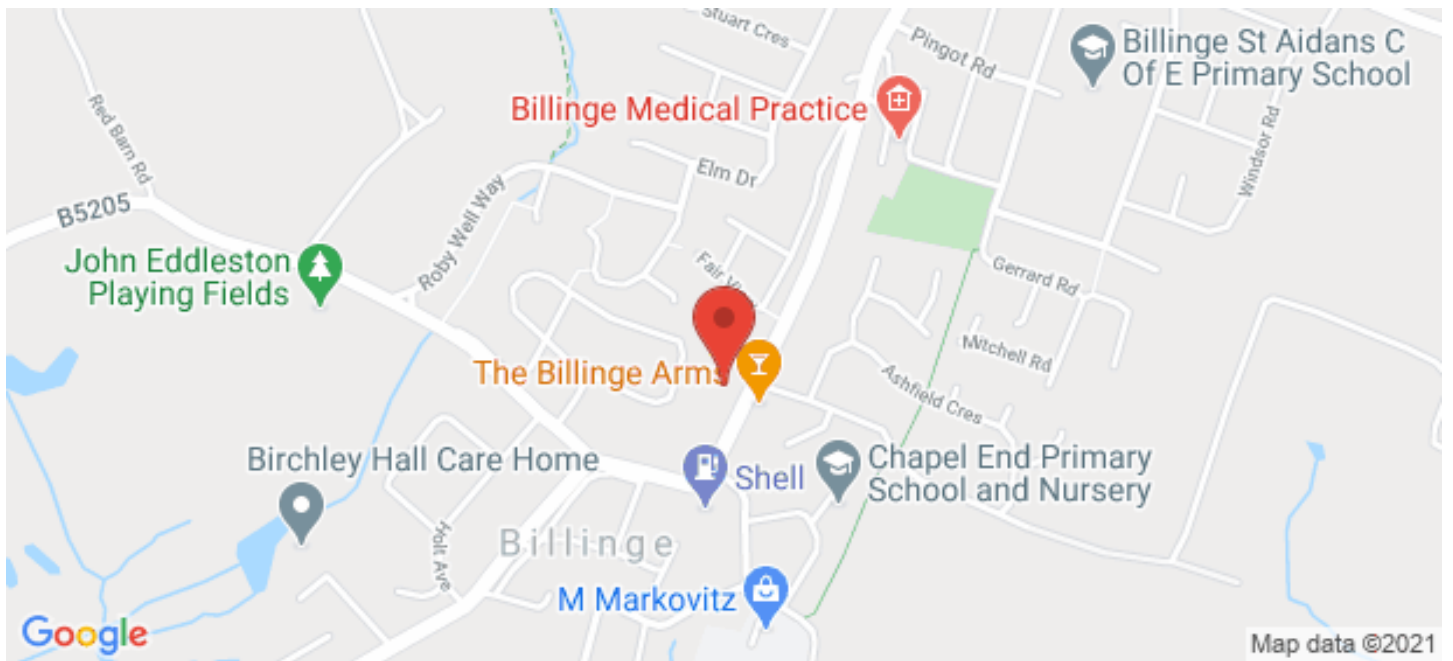 Stuart Cres
Pingot Rd
Billinge St Aidans C
Of E Primary School
Billinge Medical Practice
Red Barn Rd
Elm Dr
Windsor Rd
B5205
Roby Well Way
John Eddleston
Playing Fields
Fair
Gerrard Rd
Mitchell Rd
The Billinge Arms
Ashfield Cres
Birchley Hall Care Home
Shell
Chapel End Primary
School and Nursery
Holt Ave
Billinge
M Markovitz
Google
Map data ©2021